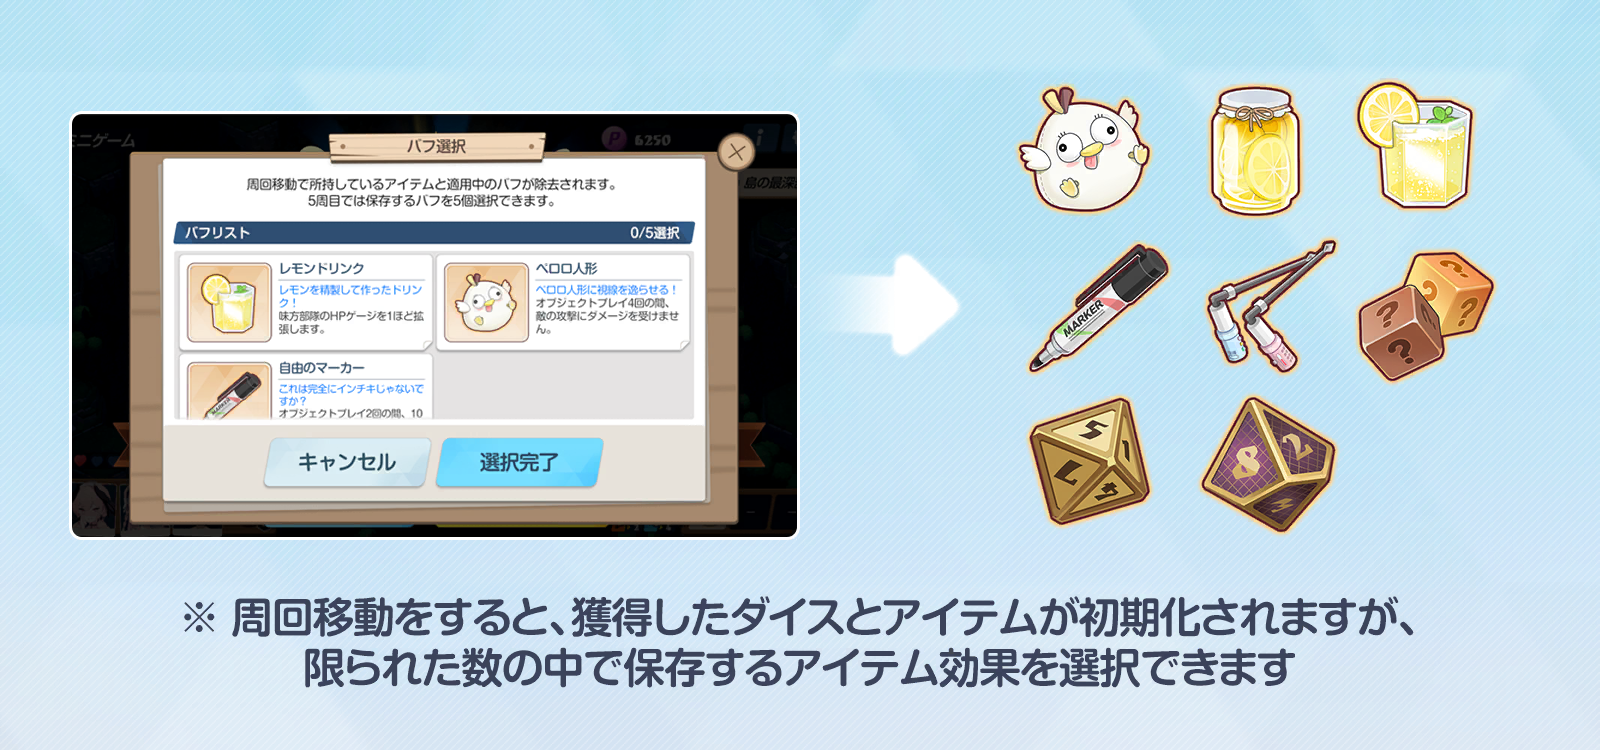 ミニゲーム
6250
バフ選択
島の最深
周回移動で所持しているアイテムと適用中のバフが除去されます。
5周目では保存するバフを5個選択できます。
バフリスト
0/5選択
レモンドリンク
レモンを精製して作ったドリン
ク！
味方部隊のHPゲージを1ほど拡
張します。
ペロロ人形
ペロロ人形に視線を逸らせる！
オブジェクトプレイ4回の間、
敵の攻撃にダメージを受けませ
ん。
自由のマーカー
これは完全にインチキじゃないで
すか？
オブジェクトプレイ2回の間、10
MARKER
キャンセル
選択完了
MARKER
? ? ?
? ? ?
5 1
8 2
※ 周回移動をすると、獲得したダイスとアイテムが初期化されますが、
限られた数の中で保存するアイテム効果を選択できます